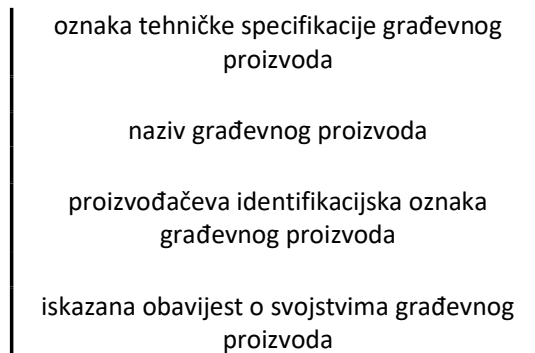 oznaka tehničke specifikacije građevnog
proizvoda
naziv građevnog proizvoda
proizvođačeva identifikacijska oznaka
građevnog proizvoda
iskazana obavijest o svojstvima građevnog
proizvoda